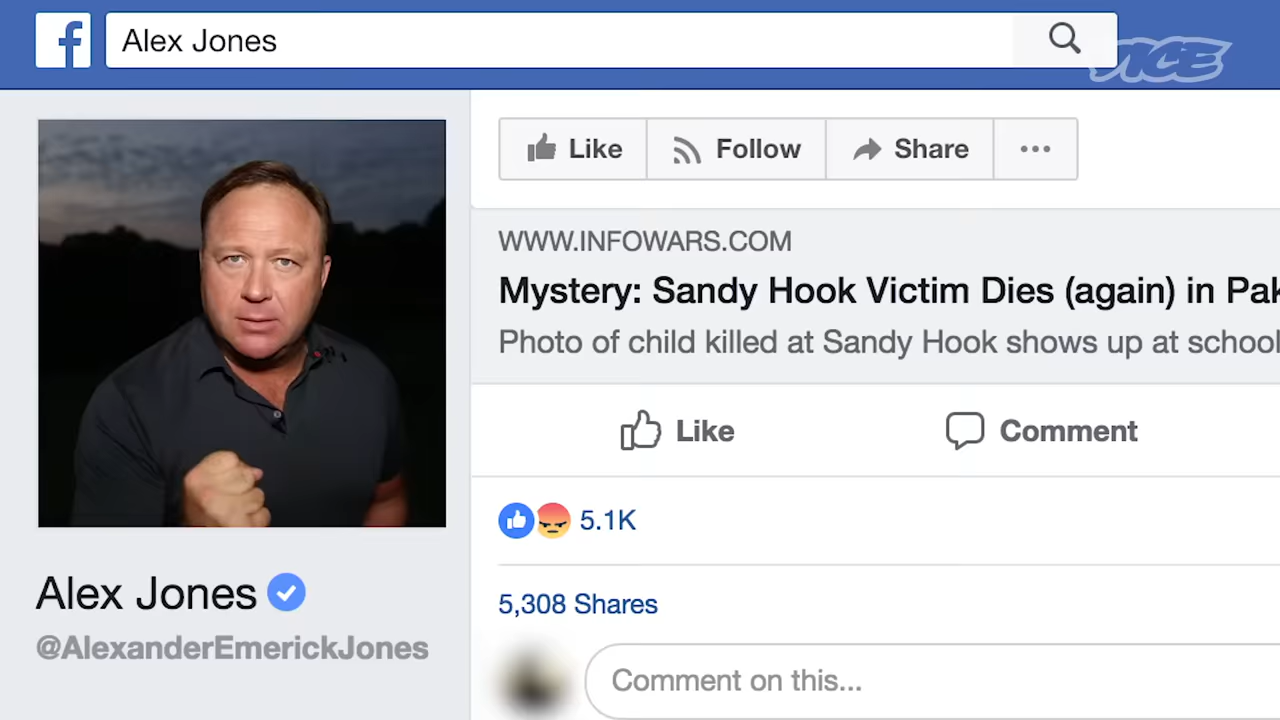 f Alex Jones
VICE
Like Follow Share ...
WWW.INFOWARS.COM
Mystery: Sandy Hook Victim Dies (again) in Pak
Photo of child killed at Sandy Hook shows up at school
Like Comment
5.1K
Alex Jones
5,308 Shares
@AlexanderEmerickJones
Comment on this...